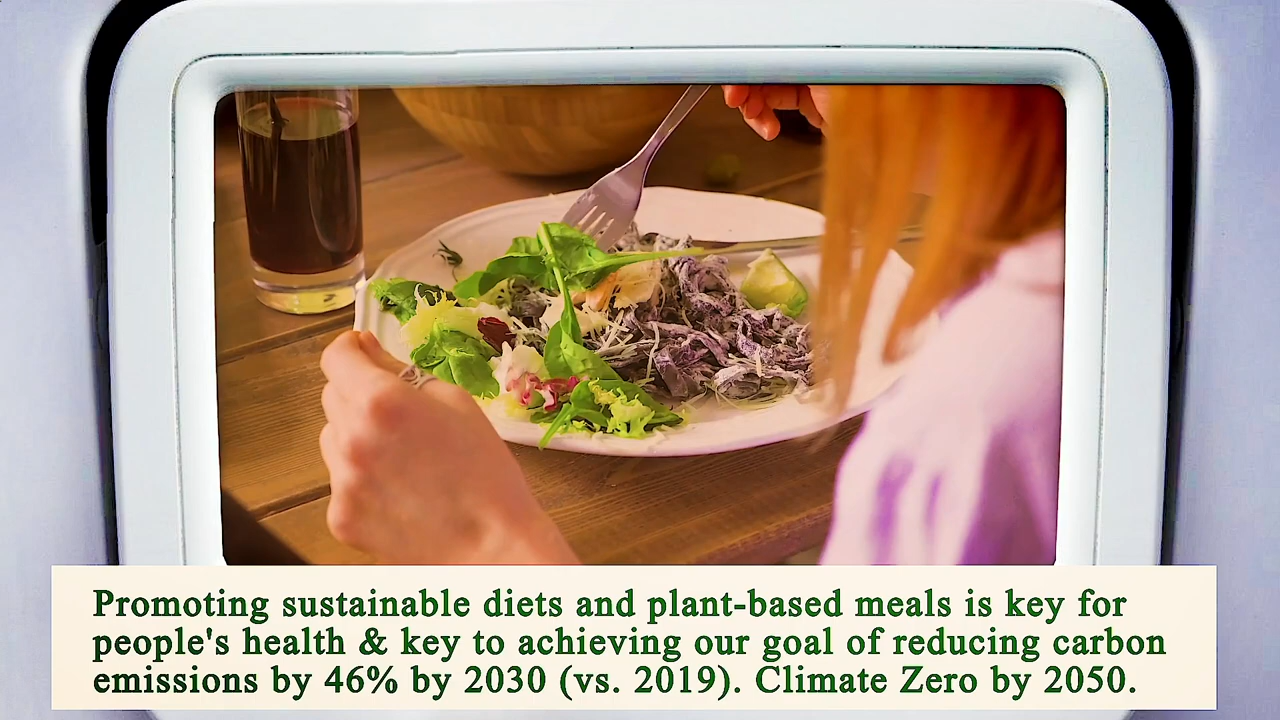 Promoting sustainable diets and plant-based meals is key for
people's health & key to achieving our goal of reducing carbon
emissions by 46% by 2030 (vs. 2019). Climate Zero by 2050.